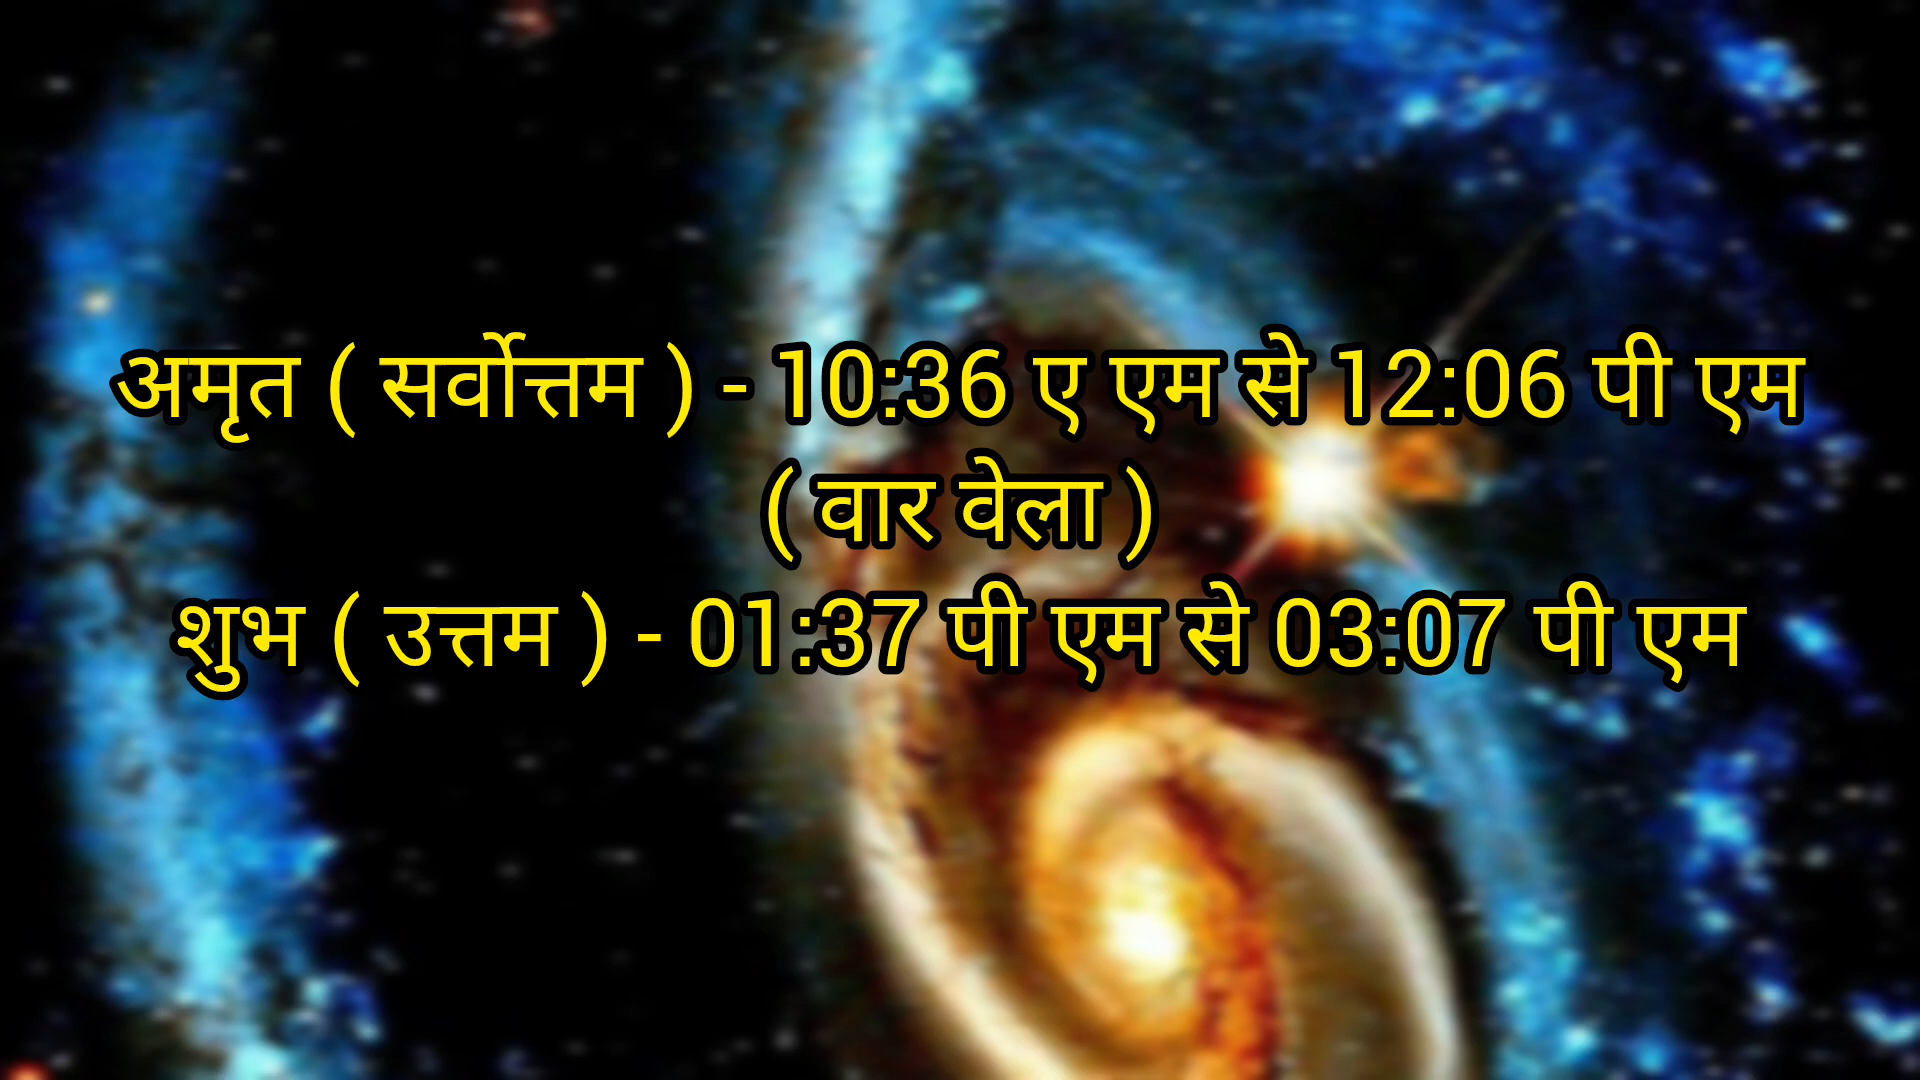 अमृत ( सर्वोत्तम ) - 10:36 ए एम से 12:06 पी एम
( वार वेला )
शुभ ( उत्तम ) - 01:37 पी एम से 03:07 पी एम